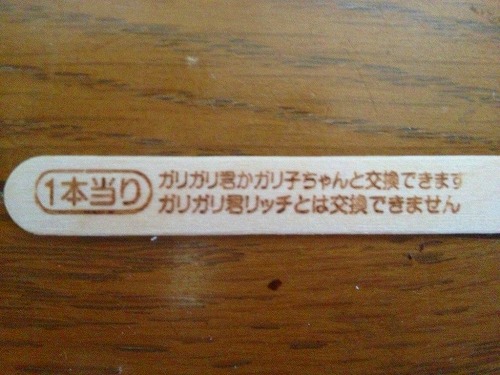 1本当り
ガリガリ君かガリ子ちゃんと交換できます
ガリガリ君リッチとは交換できません